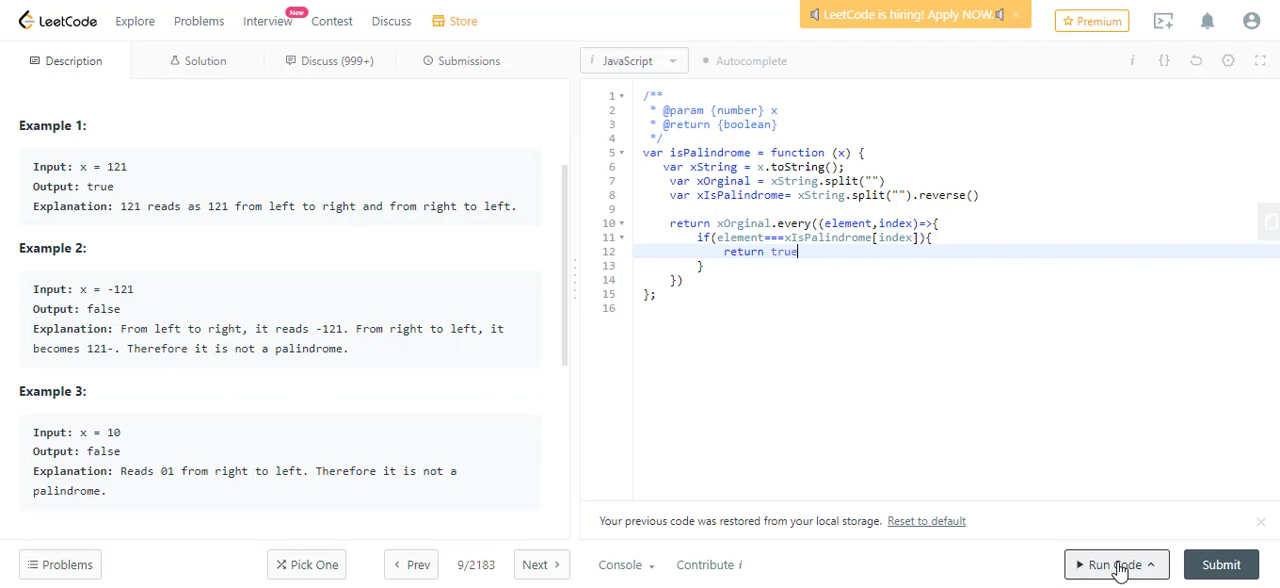 LeetCode Explore Problems Interview New Contest Discuss Store LeetCode is hiring! Apply NOW. × Premium
Description Solution Discuss (999+) Submissions
Example 1:
Input: x = 121
Output: true
Explanation: 121 reads as 121 from left to right and from right to left.
Example 2:
Input: x = -121
Output: false
Explanation: From left to right, it reads -121. From right to left, it
becomes 121-. Therefore it is not a palindrome.
Example 3:
Input: x = 10
Output: false
Explanation: Reads 01 from right to left. Therefore it is not a
palindrome.
Problems Pick One < Prev 9/2183 Next >
i JavaScript Autocomplete i {}
1 /**
2 * @param {number} x
3 * @return {boolean}
4 */
5 var isPalindrome = function (x) {
6 var xString = x.toString();
7 var xOrginal = xString.split("")
8 var xIsPalindrome= xString.split("").reverse()
9
10 return xOrginal.every((element,index)=>{
11 if(element===xIsPalindrome[index]){
12 return true
13 }
14 })
15 };
16
Your previous code was restored from your local storage. Reset to default ×
Console Contribute i Run Code Submit